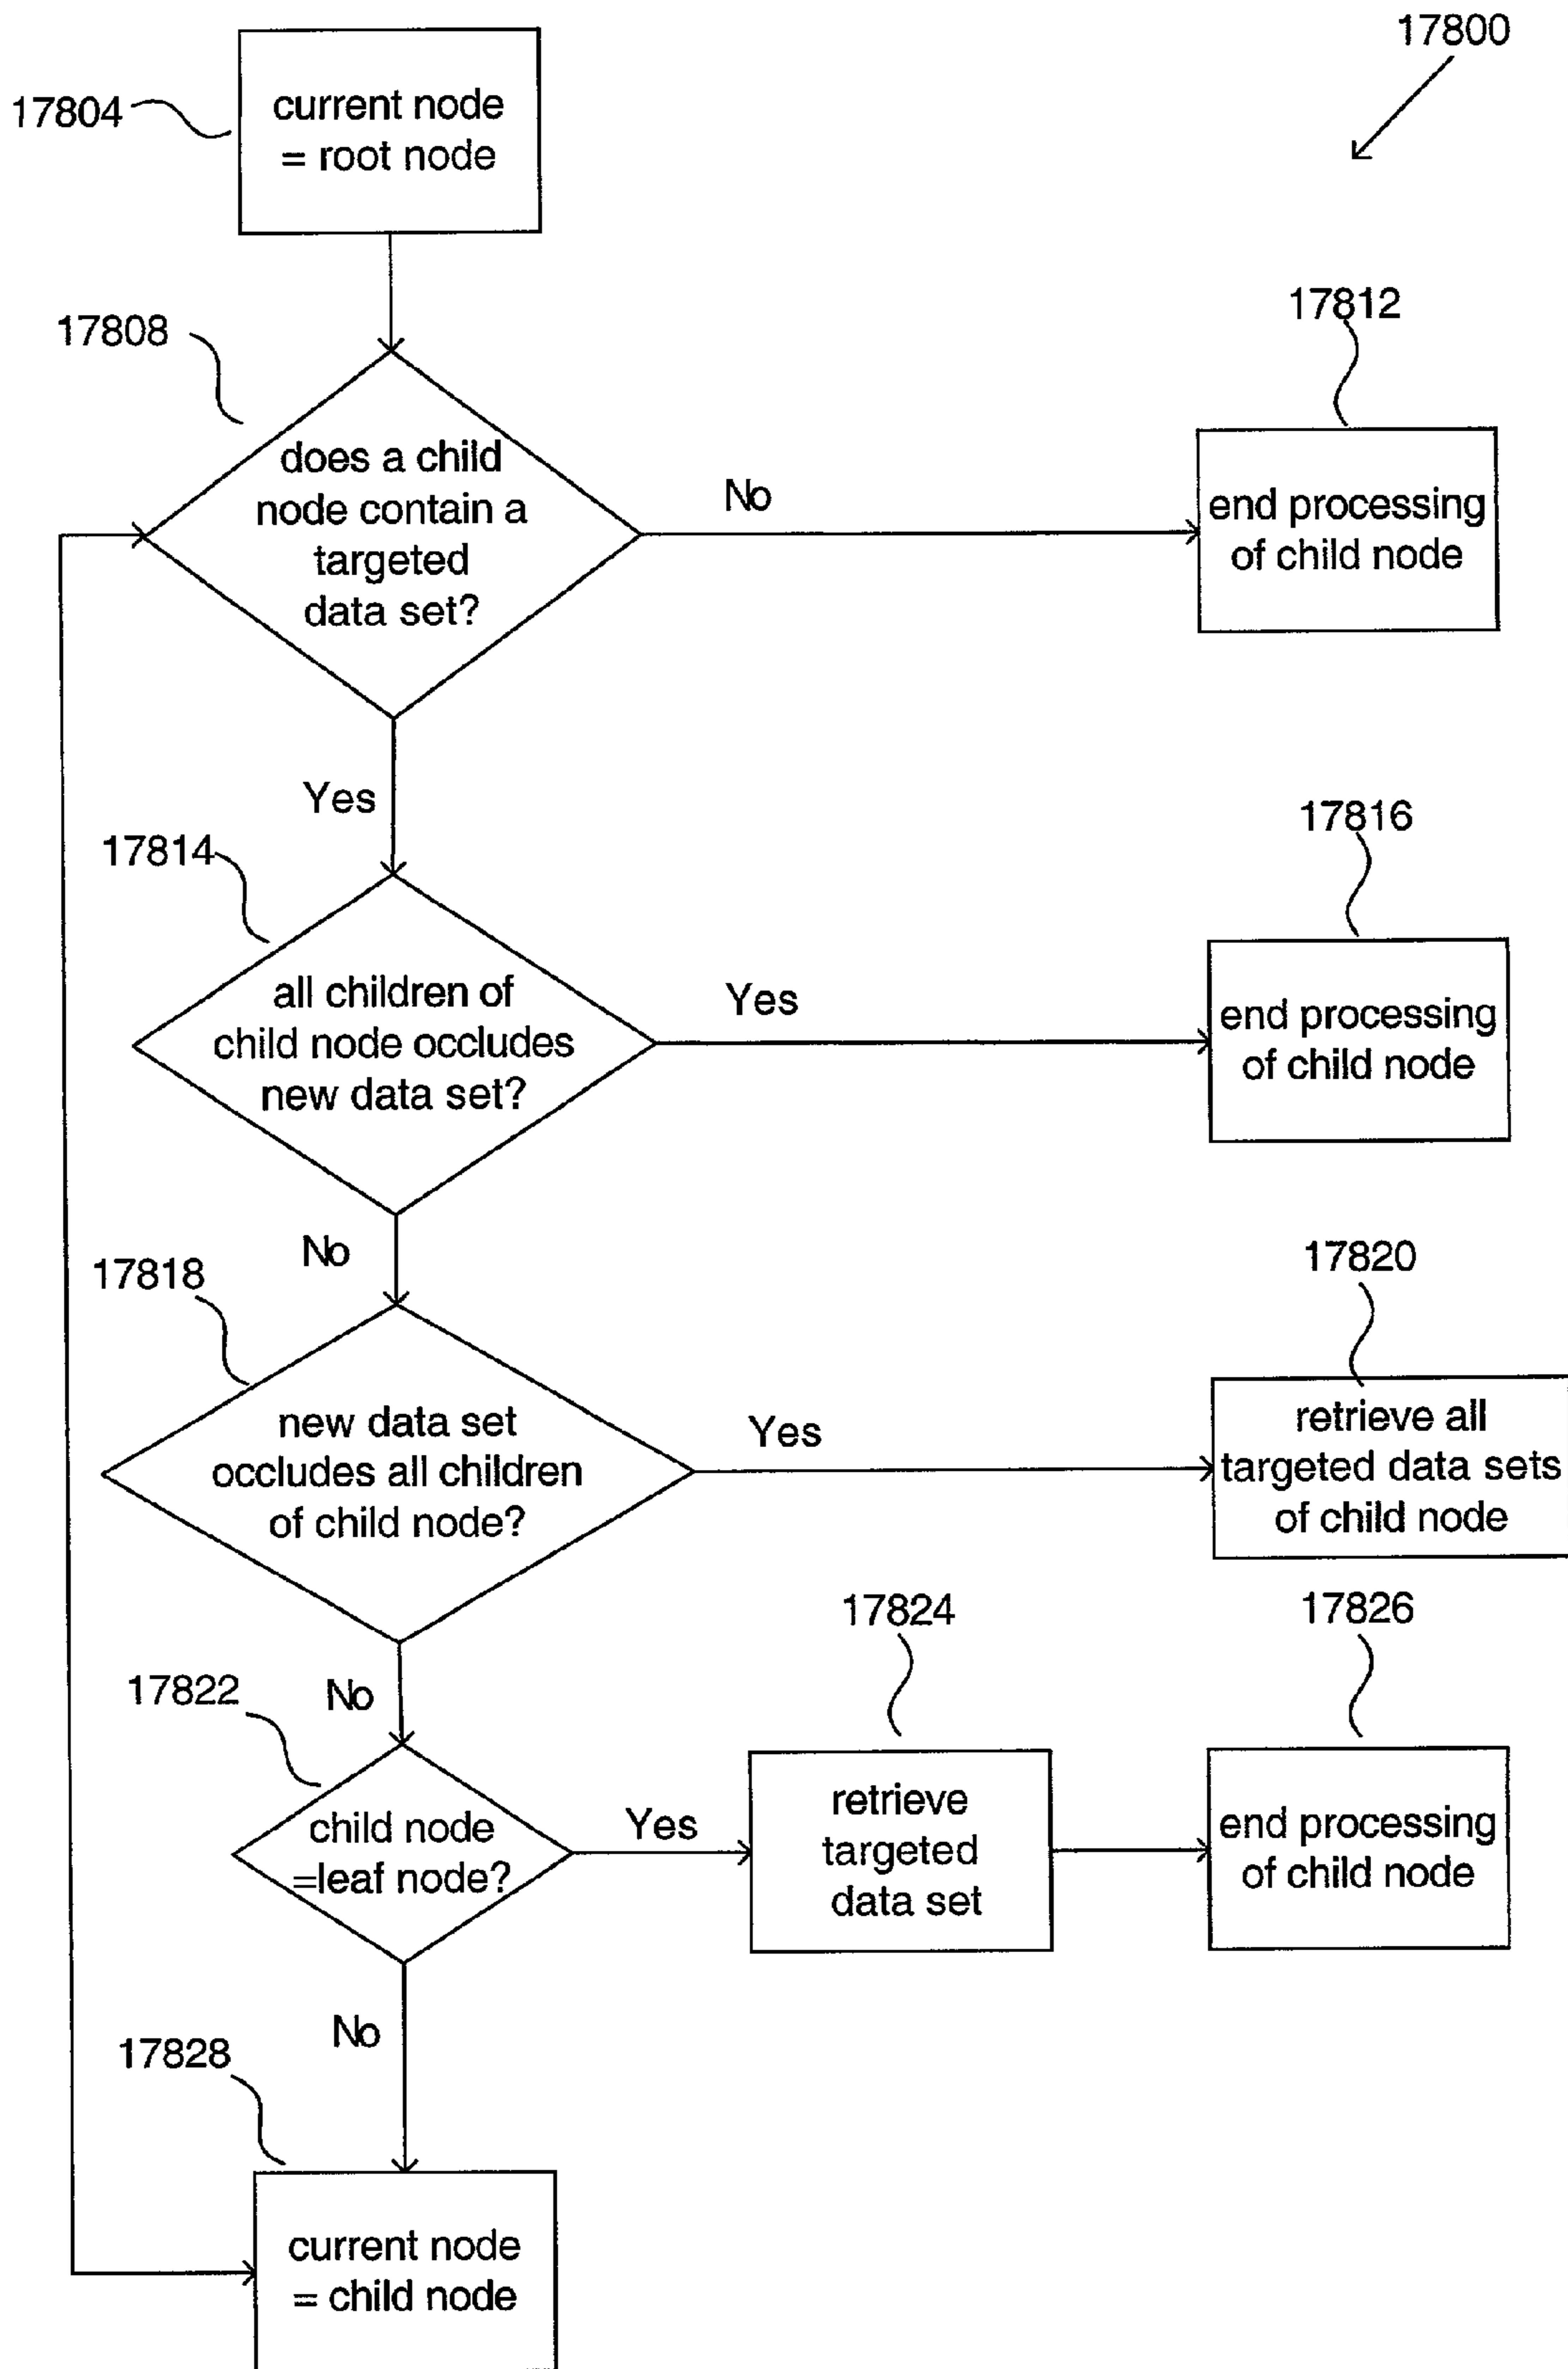 17800
17804
current node
= root node
17808
does a child
node contain a
targeted
data set?
No
17812
end processing
of child node
Yes
17814
all children of
child node occludes
new data set?
Yes
17816
end processing
of child node
No
17818
new data set
occludes all children
of child node?
Yes
17820
retrieve all
targeted data sets
of child node
No
17822
child node
=leaf node?
Yes
17824
retrieve
targeted
data set
17826
end processing
of child node
No
17828
current node
= child node